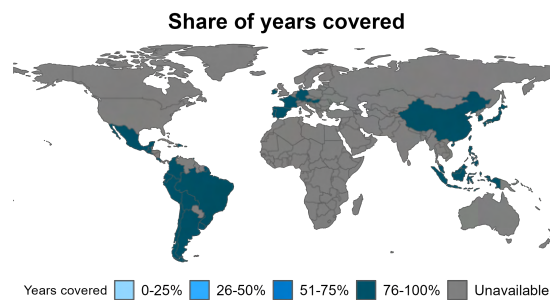 Share of years covered
Years covered 0-25% 26-50% 51-75% 76-100% Unavailable